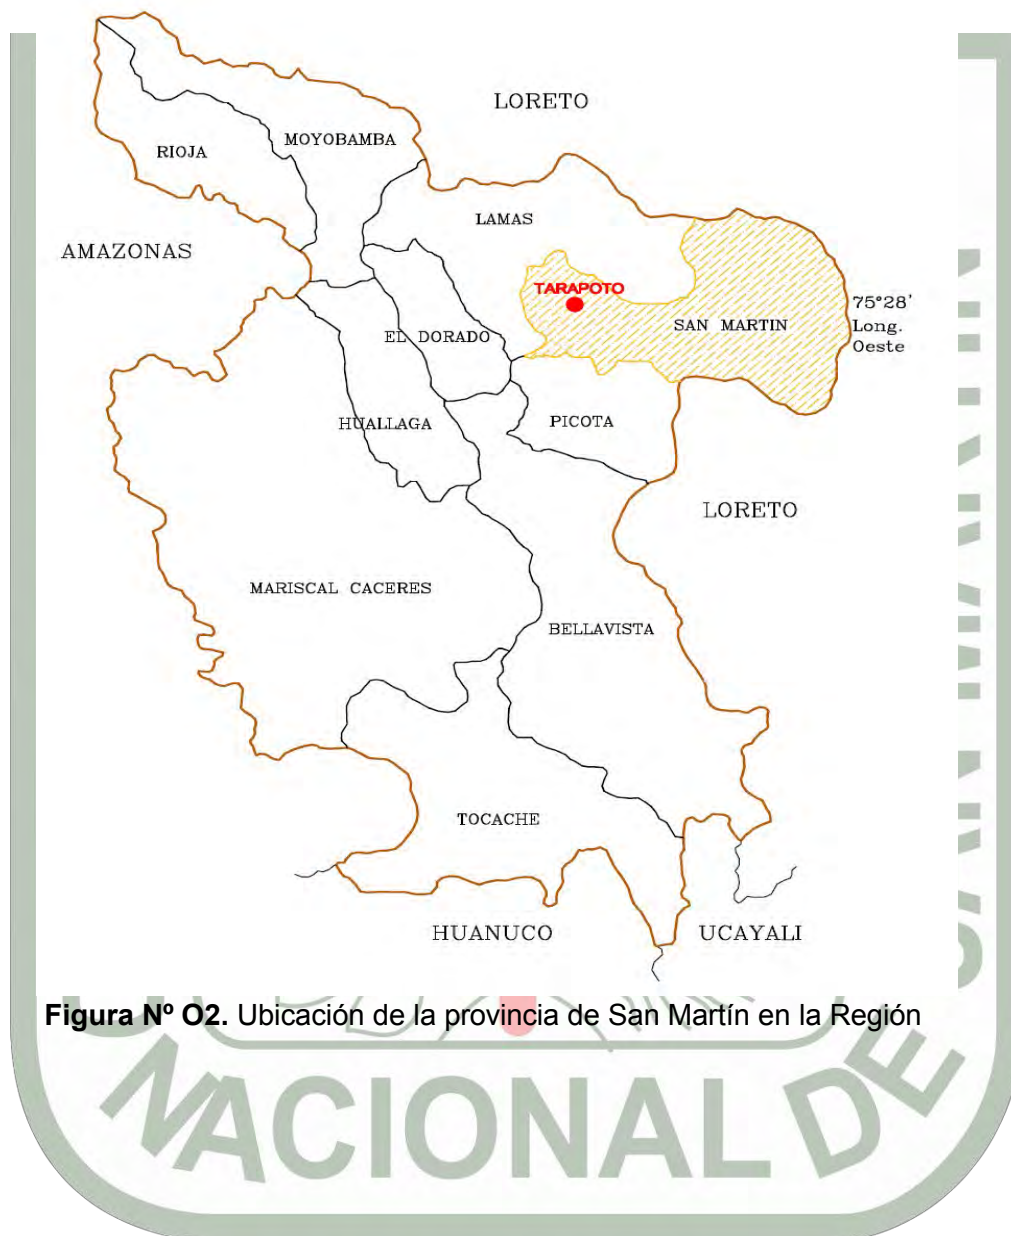 LORETO
MOYOBAMBA
RIOJA
LAMAS
AMAZONAS
TARAPOTO
75°28'
SAN MARTIN
Long.
Oeste
EL DORADO
HUALLAGA
PICOTA
LORETO
MARISCAL CACERES
BELLAVISTA
TOCACHE
HUANUCO
UCAYALI
Figura Nº O2. Ubicación de la provincia de San Martín en la Región
NACIONAL DE